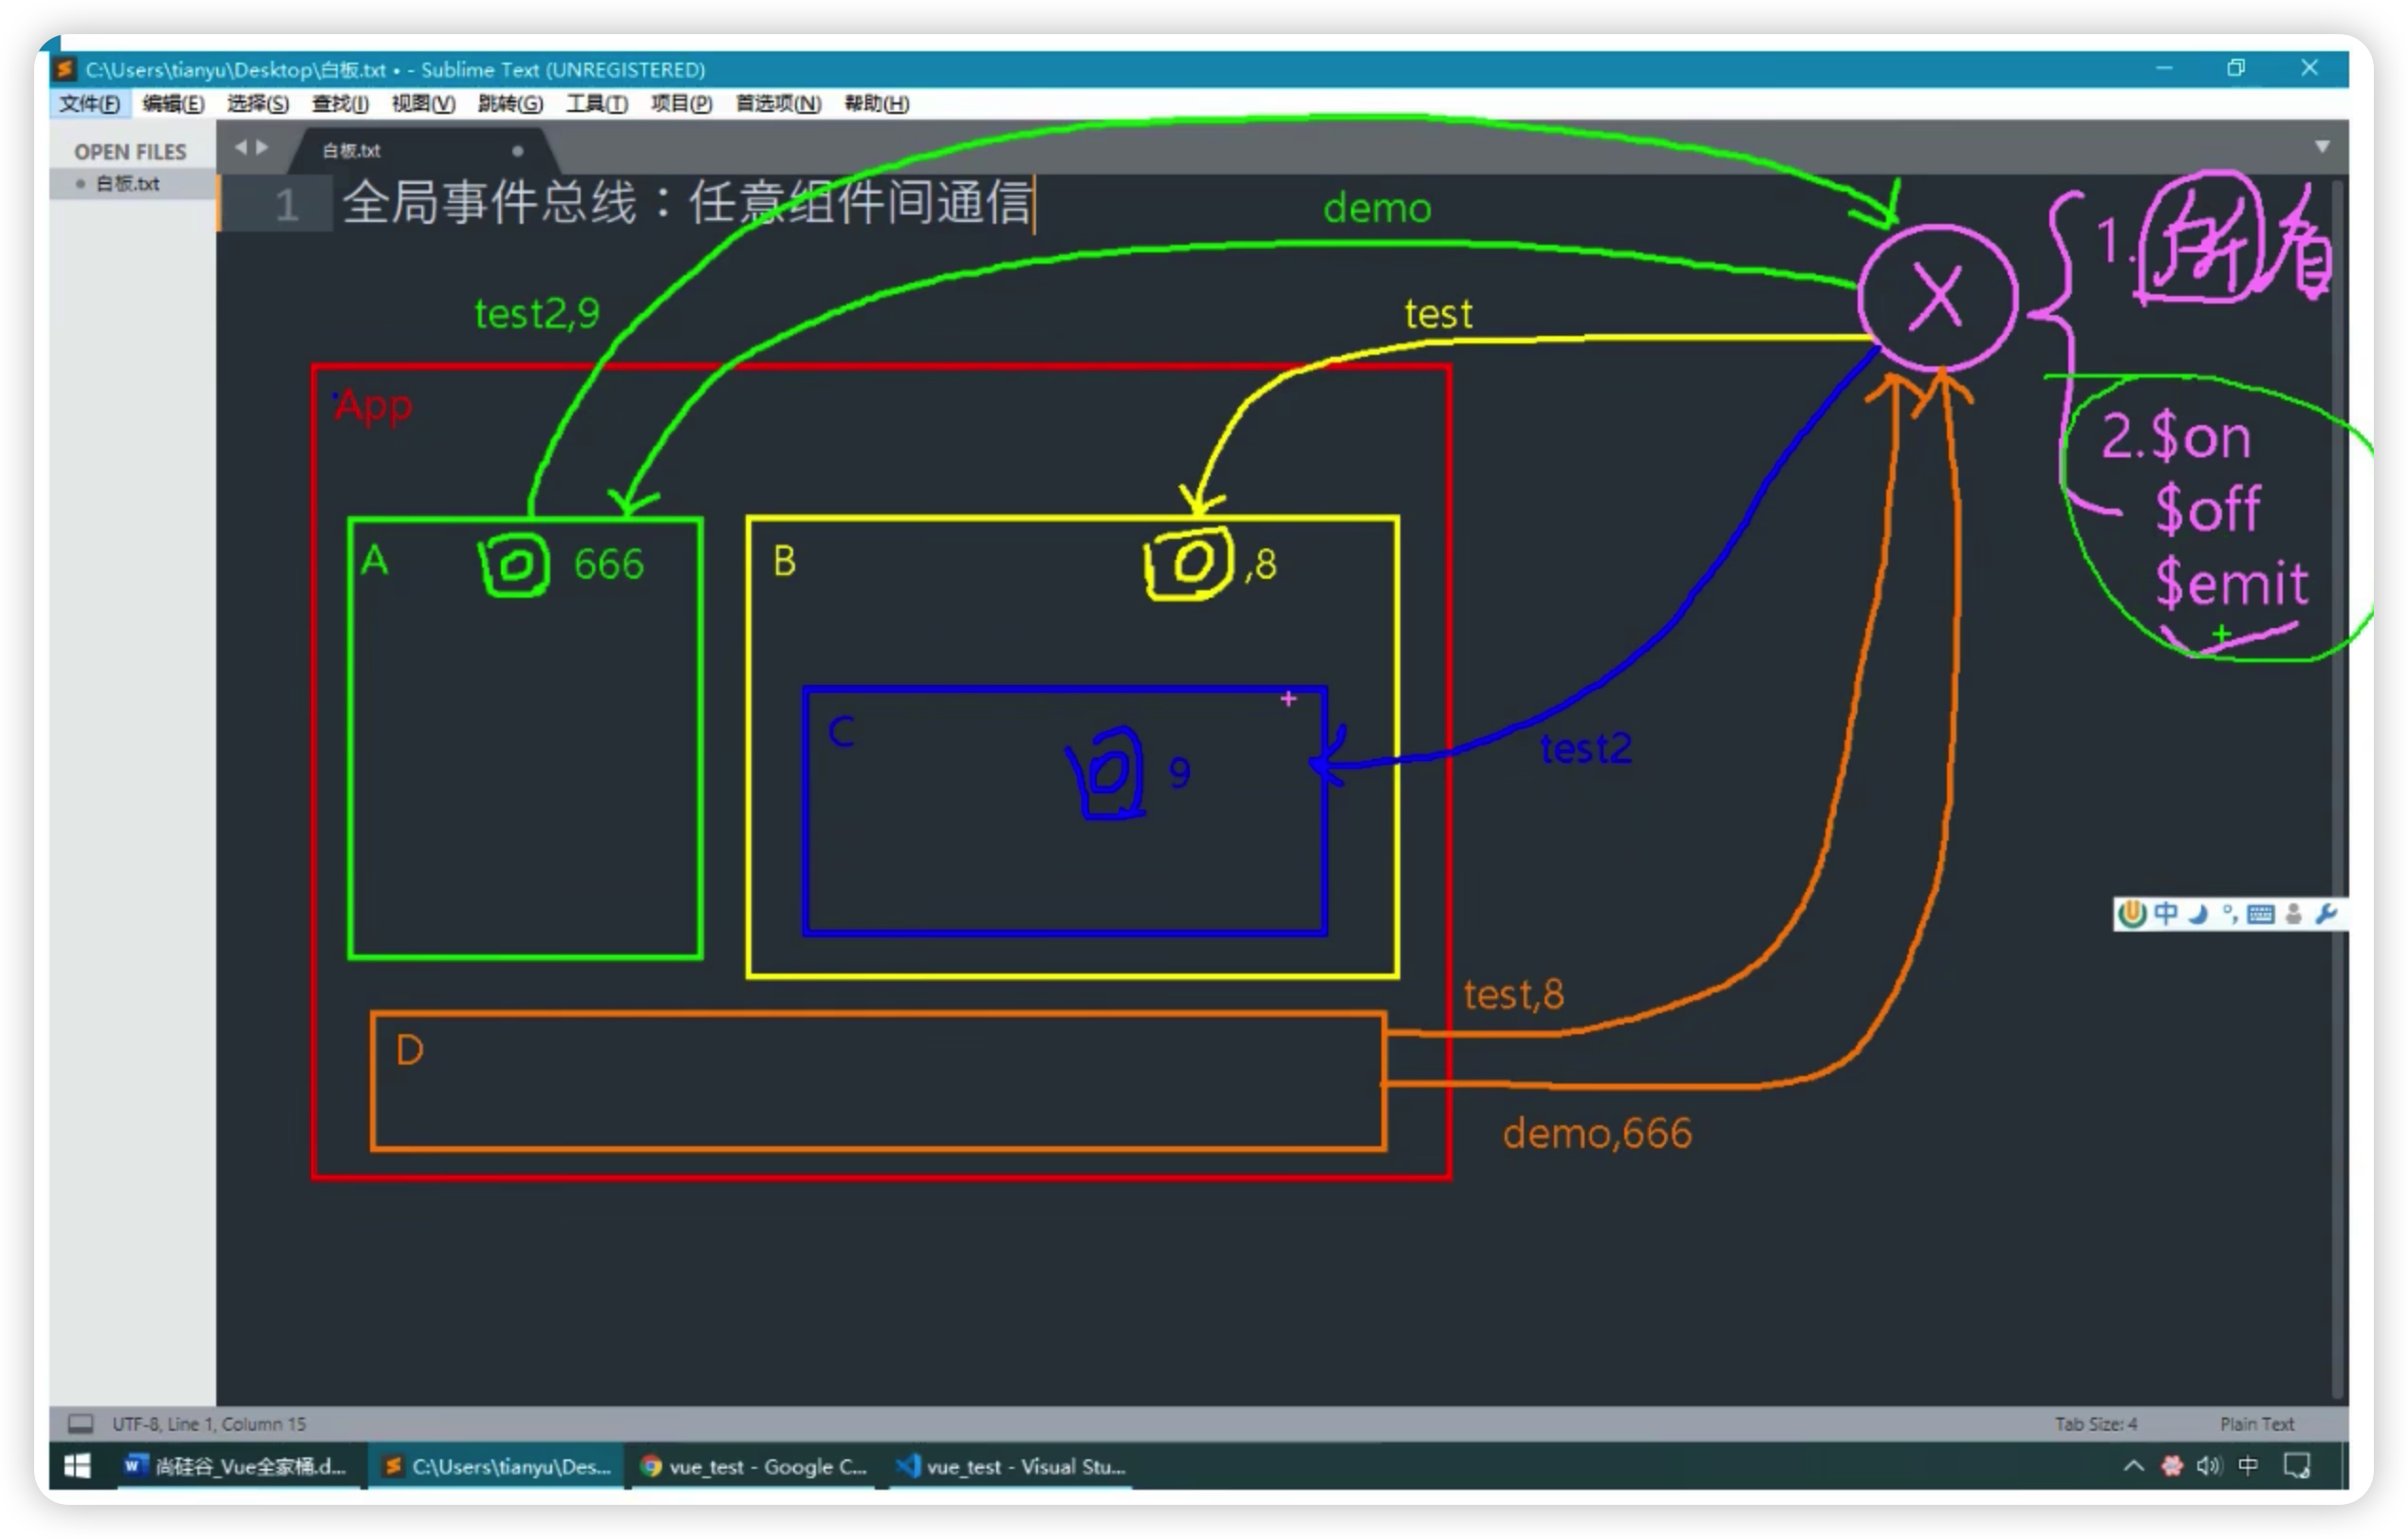 C:\Users\tianyu\Desktop\白板.txt • - Sublime Text (UNREGISTERED)
文件(F) 编辑(E) 选择(S) 查找(I) 视图(V) 跳转(G) 工具(T) 项目(P) 首选项(N) 帮助(H)
OPEN FILES
白板.txt
白板.txt
1 全局事件总线：任意组件间通信
demo
1.所有
X
test2,9
test
App
2.$on
$off
$emit
A
666
B
,8
C
9
test2
中
test,8
D
demo,666
UTF-8, Line 1, Column 15
Tab Size: 4
Plain Text
尚硅谷_Vue全家桶.d...
C:\Users\tianyu\Des...
vue_test - Google C...
vue_test - Visual Stu...
中